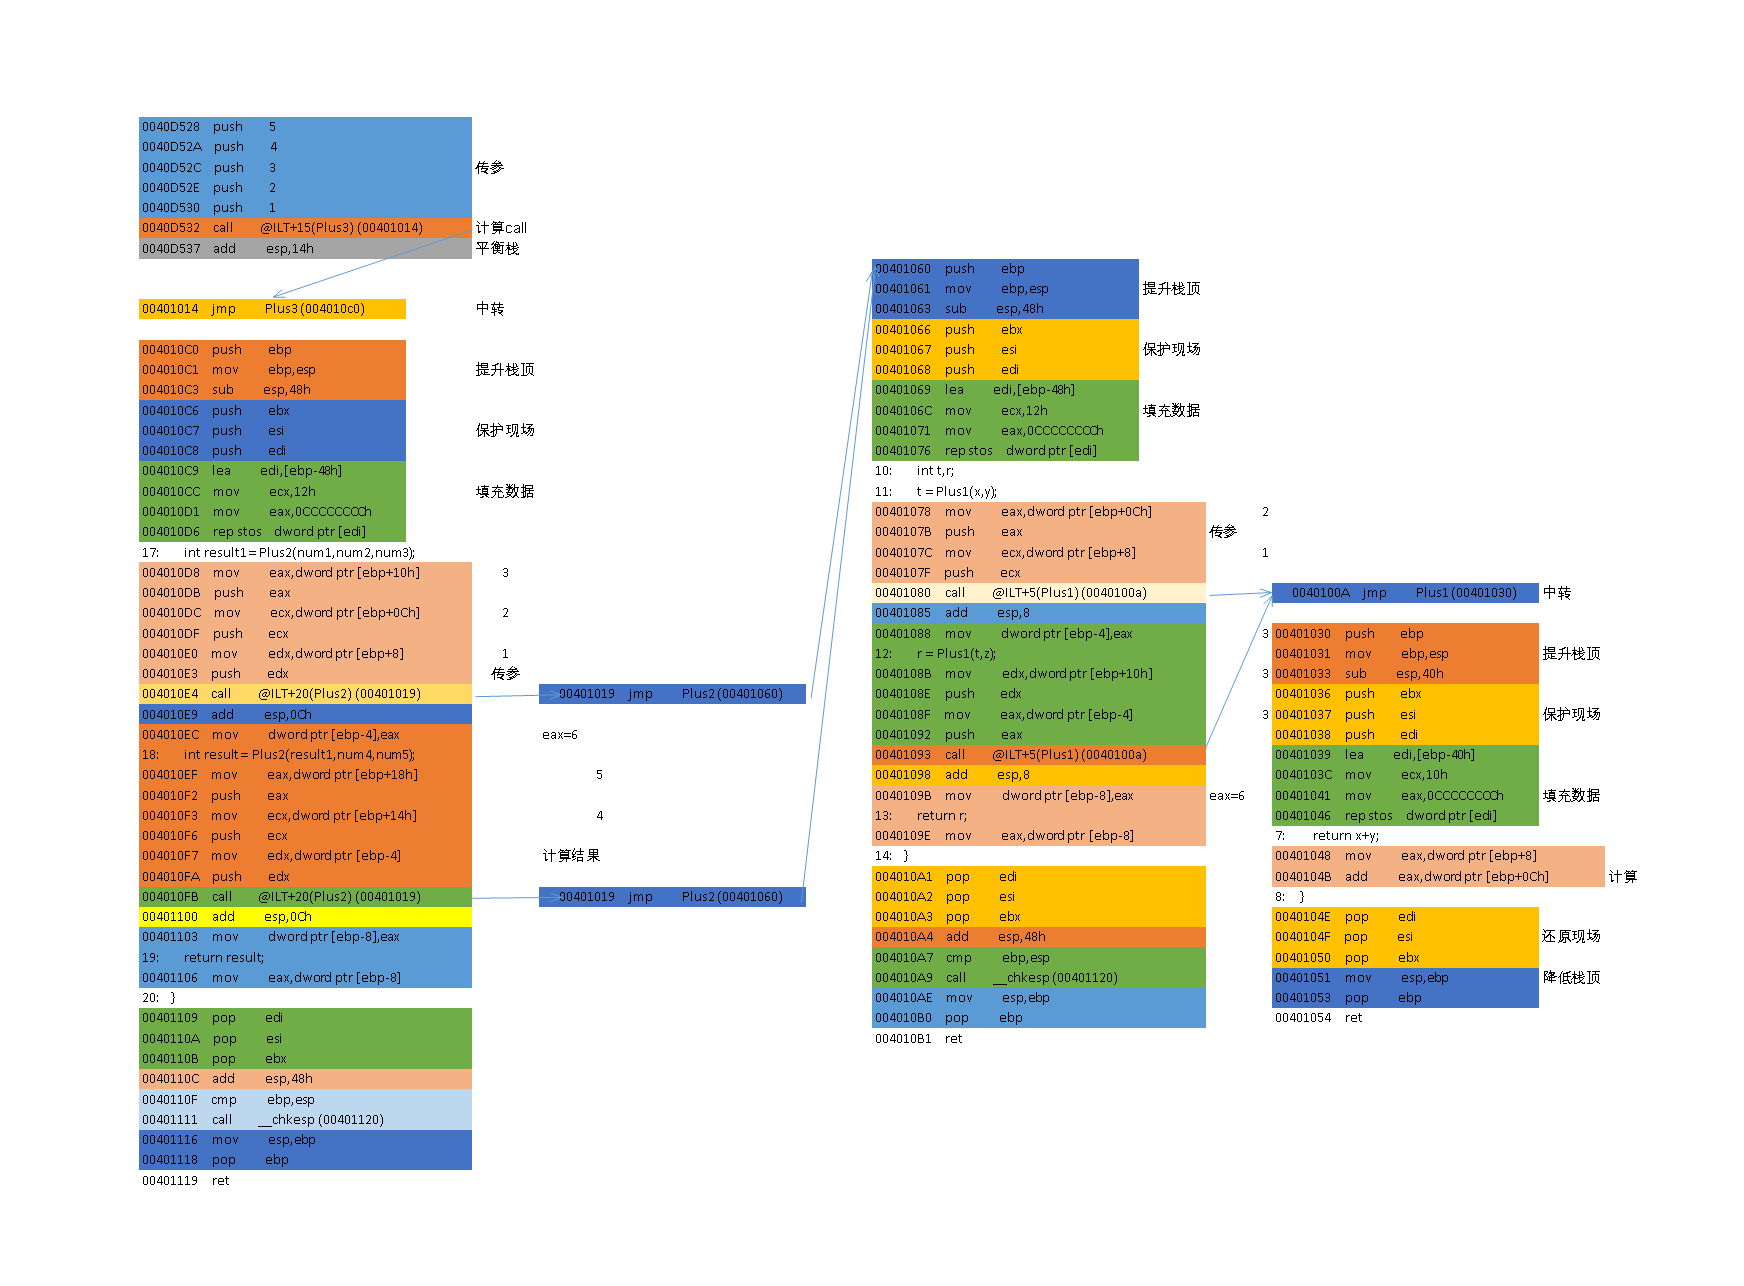 0040D528 push 5
0040D52A push 4
0040D52C push 3 传参
0040D52E push 2
0040D530 push 1
0040D532 call @ILT+15(Plus3) (00401014) 计算call
0040D537 add esp,14h 平衡栈
00401014 jmp Plus3 (004010c0) 中转
004010C0 push ebp
004010C1 mov ebp,esp 提升栈顶
004010C3 sub esp,48h
004010C6 push ebx
004010C7 push esi 保护现场
004010C8 push edi
004010C9 lea edi,[ebp-48h]
004010CC mov ecx,12h 填充数据
004010D1 mov eax,0CCCCCCCCh
004010D6 rep stos dword ptr [edi]
17: int result1 = Plus2(num1,num2,num3);
004010D8 mov eax,dword ptr [ebp+10h] 3
004010DB push eax
004010DC mov ecx,dword ptr [ebp+0Ch] 2
004010DF push ecx
004010E0 mov edx,dword ptr [ebp+8] 1
004010E3 push edx 传参
004010E4 call @ILT+20(Plus2) (00401019) 00401019 jmp Plus2 (00401060)
004010E9 add esp,0Ch
004010EC mov dword ptr [ebp-4],eax eax=6
18: int result = Plus2(result1,num4,num5);
004010EF mov eax,dword ptr [ebp+18h] 5
004010F2 push eax
004010F3 mov ecx,dword ptr [ebp+14h] 4
004010F6 push ecx
004010F7 mov edx,dword ptr [ebp-4] 计算结果
004010FA push edx
004010FB call @ILT+20(Plus2) (00401019) 00401019 jmp Plus2 (00401060)
00401100 add esp,0Ch
00401103 mov dword ptr [ebp-8],eax
19: return result;
00401106 mov eax,dword ptr [ebp-8]
20: }
00401109 pop edi
0040110A pop esi
0040110B pop ebx
0040110C add esp,48h
0040110F cmp ebp,esp
00401111 call __chkesp (00401120)
00401116 mov esp,ebp
00401118 pop ebp
00401119 ret
00401060 push ebp
00401061 mov ebp,esp 提升栈顶
00401063 sub esp,48h
00401066 push ebx
00401067 push esi 保护现场
00401068 push edi
00401069 lea edi,[ebp-48h]
0040106C mov ecx,12h 填充数据
00401071 mov eax,0CCCCCCCCh
00401076 rep stos dword ptr [edi]
10: int t,r;
11: t = Plus1(x,y);
00401078 mov eax,dword ptr [ebp+0Ch] 2
0040107B push eax 传参
0040107C mov ecx,dword ptr [ebp+8] 1
0040107F push ecx
00401080 call @ILT+5(Plus1) (0040100a)
00401085 add esp,8
00401088 mov dword ptr [ebp-4],eax 3
12: r = Plus1(t,z);
0040108B mov edx,dword ptr [ebp+10h] 3
0040108E push edx
0040108F mov eax,dword ptr [ebp-4] 3
00401092 push eax
00401093 call @ILT+5(Plus1) (0040100a)
00401098 add esp,8
0040109B mov dword ptr [ebp-8],eax eax=6
13: return r;
0040109E mov eax,dword ptr [ebp-8]
14: }
004010A1 pop edi
004010A2 pop esi
004010A3 pop ebx
004010A4 add esp,48h
004010A7 cmp ebp,esp
004010A9 call __chkesp (00401120)
004010AE mov esp,ebp
004010B0 pop ebp
004010B1 ret
0040100A jmp Plus1 (00401030) 中转
00401030 push ebp
00401031 mov ebp,esp 提升栈顶
00401033 sub esp,40h
00401036 push ebx
00401037 push esi 保护现场
00401038 push edi
00401039 lea edi,[ebp-40h]
0040103C mov ecx,10h
00401041 mov eax,0CCCCCCCCh 填充数据
00401046 rep stos dword ptr [edi]
7: return x+y;
00401048 mov eax,dword ptr [ebp+8]
0040104B add eax,dword ptr [ebp+0Ch] 计算
8: }
0040104E pop edi
0040104F pop esi 还原现场
00401050 pop ebx
00401051 mov esp,ebp 降低栈顶
00401053 pop ebp
00401054 ret